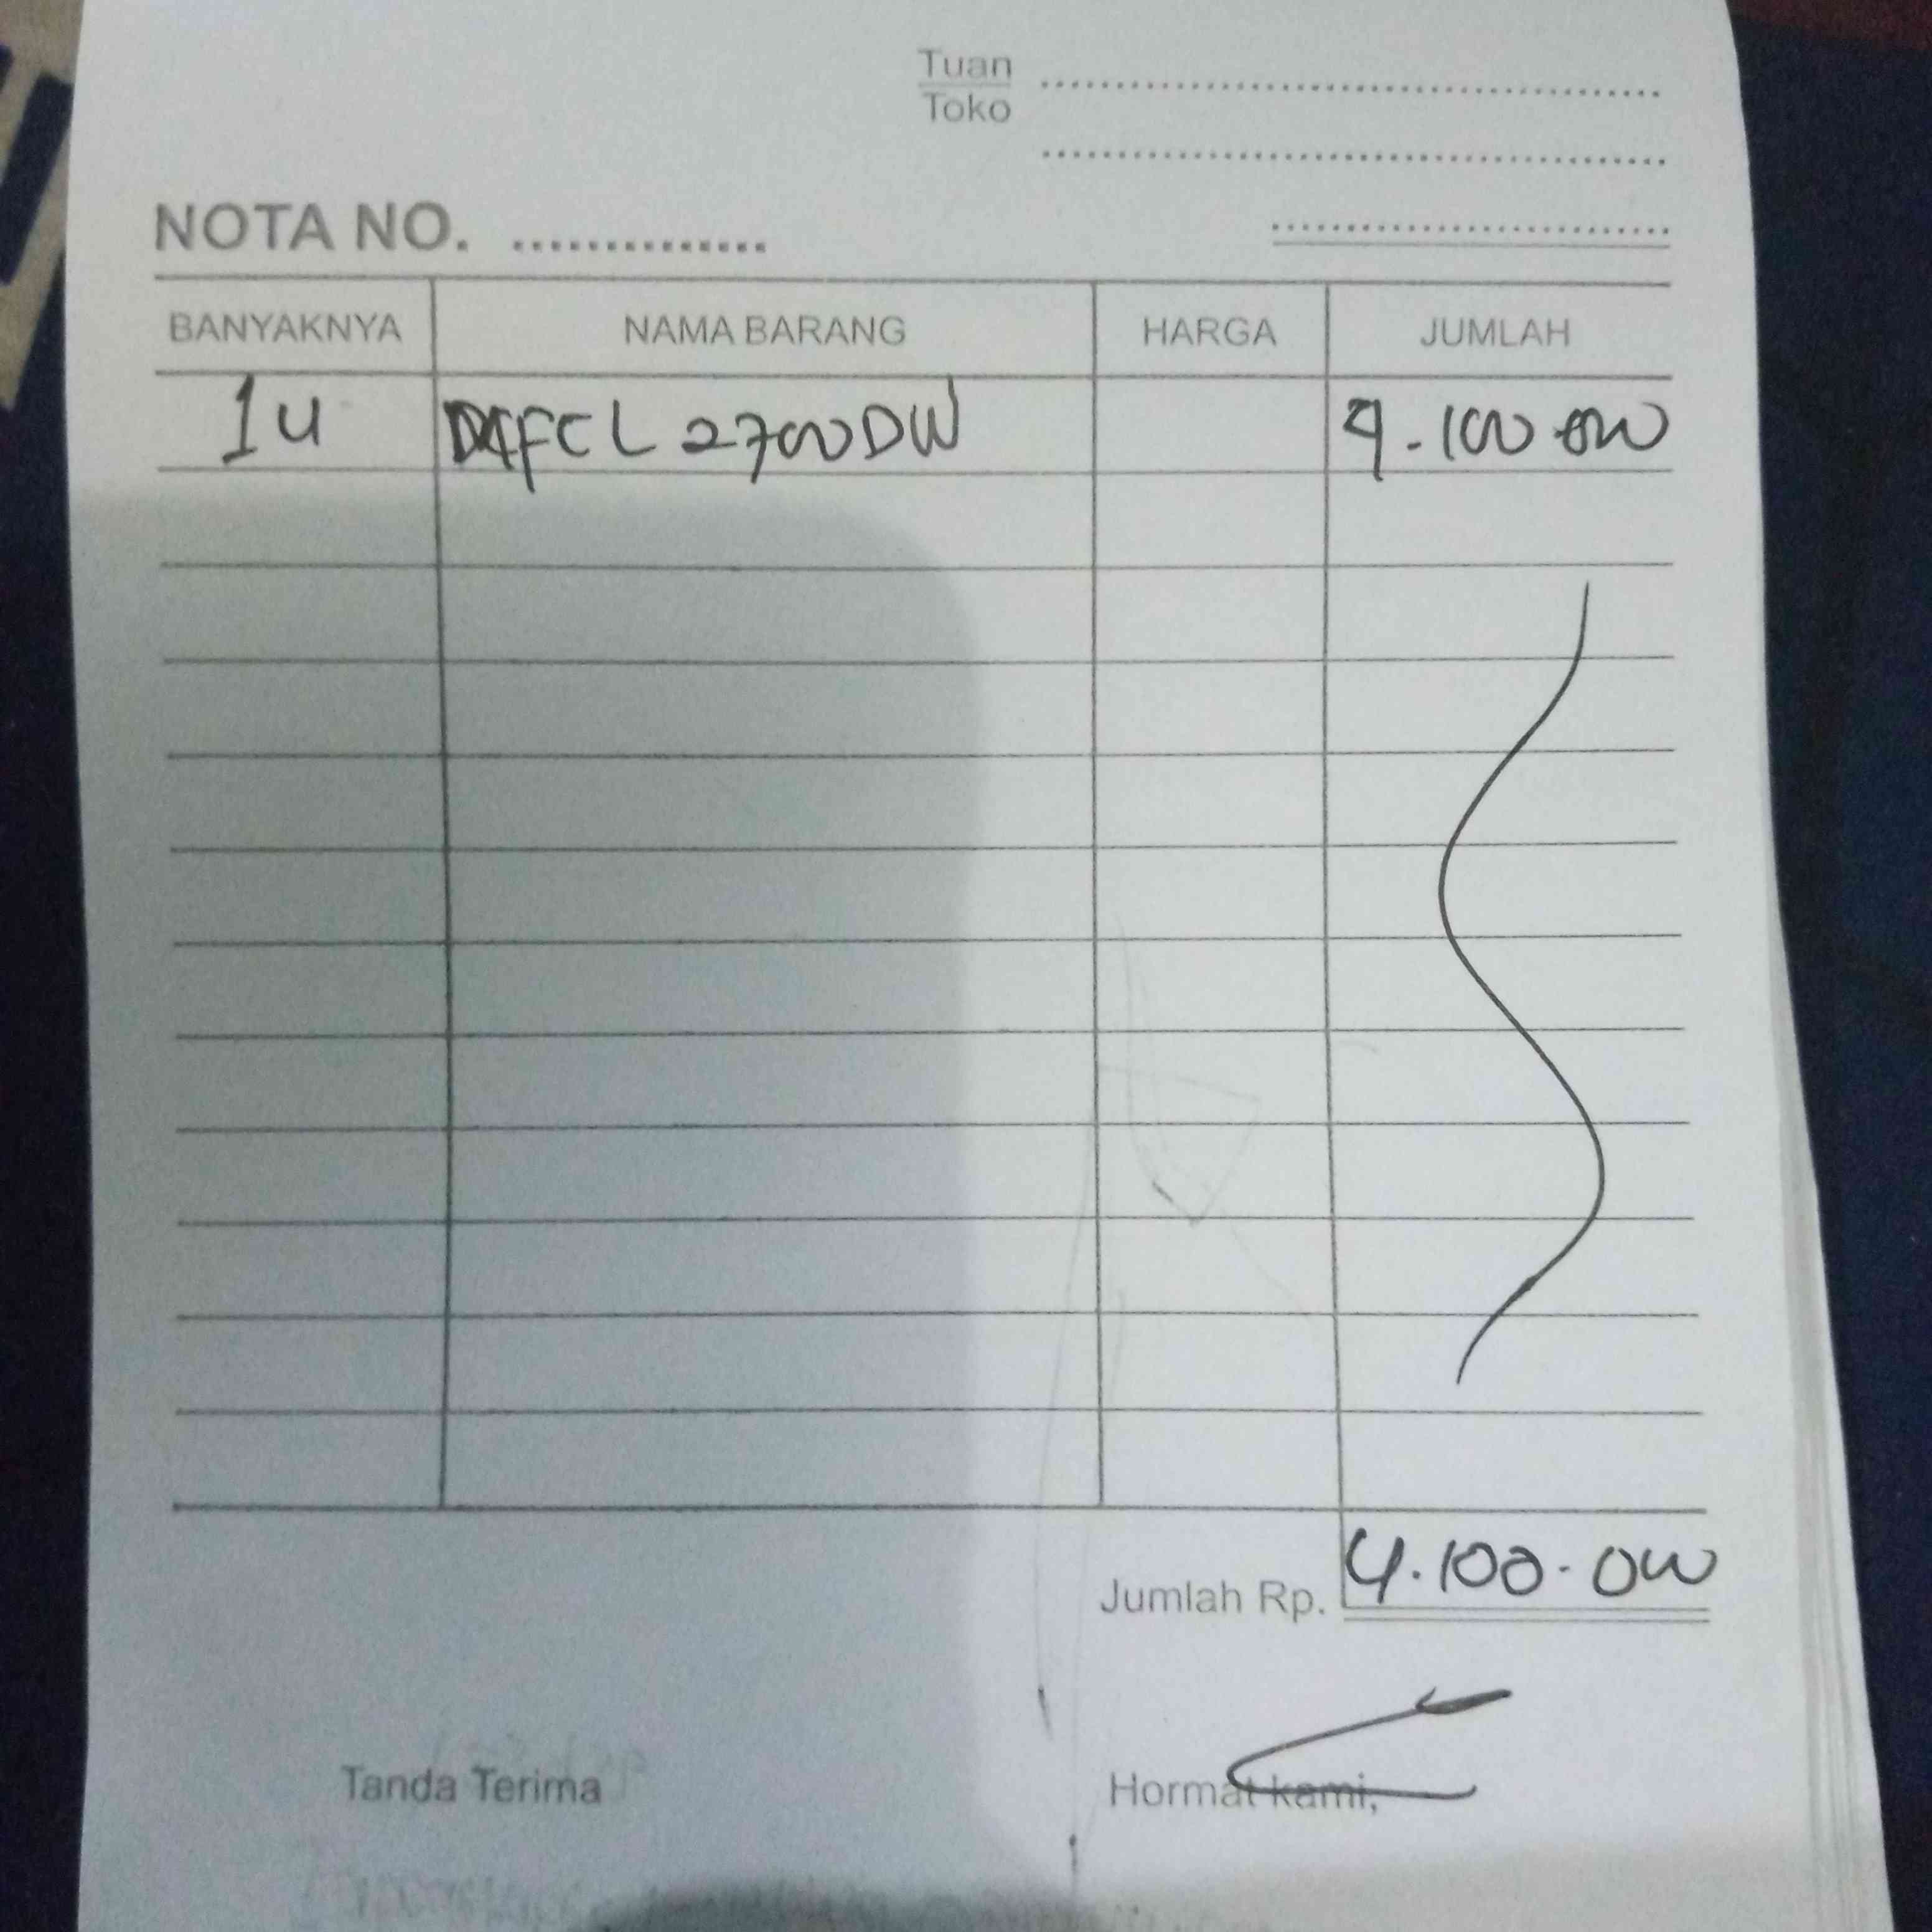 Tuan
Toko
NOTA NO.
BANYAKNYA NAMA BARANG HARGA JUMLAH
1 u L 2700 DW 4.100.000
Jumlah Rp. 4.100.000
Tanda Terima Hormat kami,